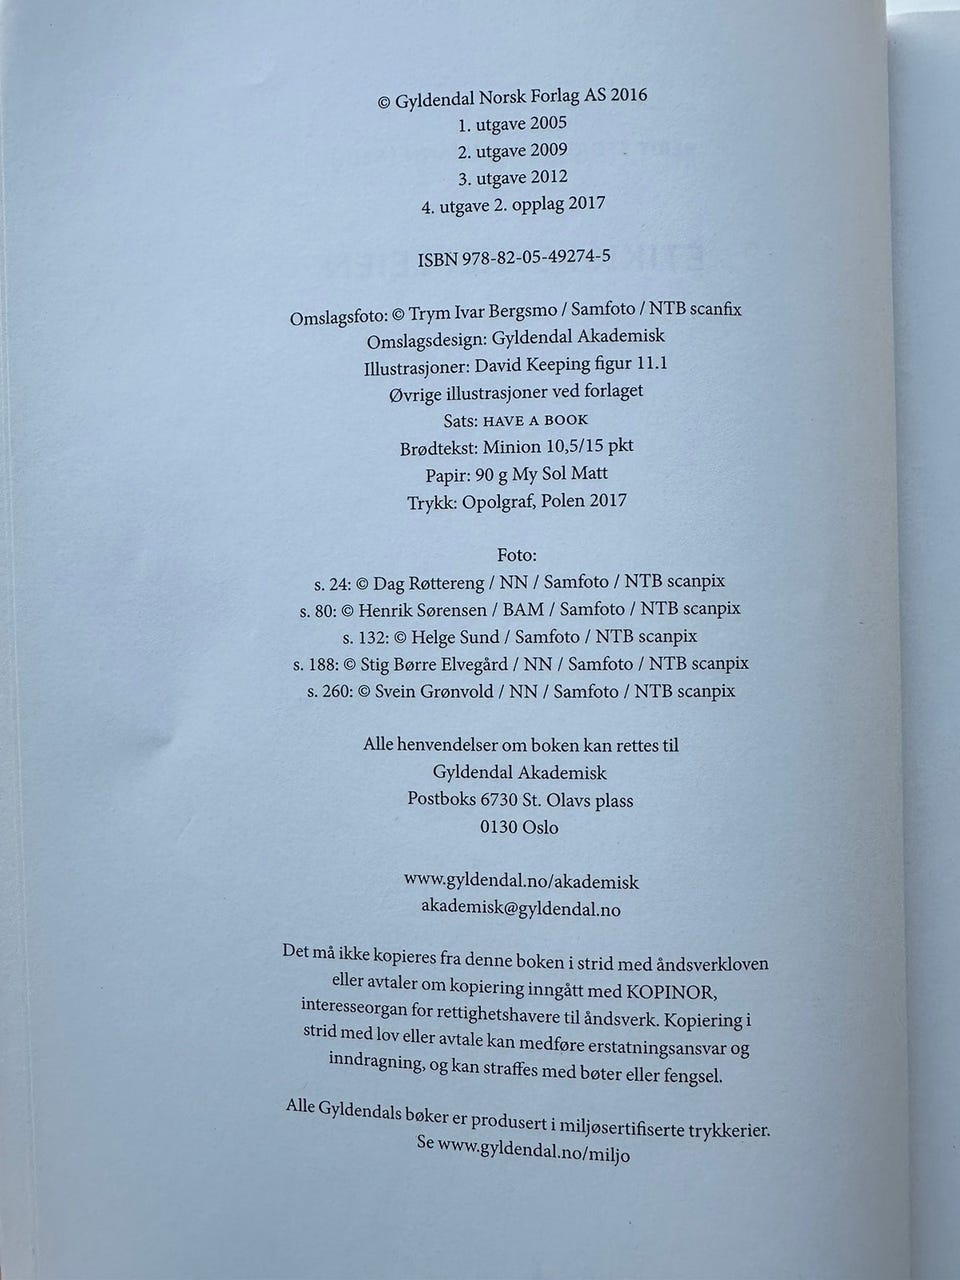 © Gyldendal Norsk Forlag AS 2016
1. utgave 2005
2. utgave 2009
3. utgave 2012
4. utgave 2. opplag 2017
ISBN 978-82-05-49274-5
Omslagsfoto: © Trym Ivar Bergsmo / Samfoto / NTB scanfix
Omslagsdesign: Gyldendal Akademisk
Illustrasjoner: David Keeping figur 11.1
Øvrige illustrasjoner ved forlaget
Sats: HAVE A BOOK
Brødtekst: Minion 10,5/15 pkt
Papir: 90 g My Sol Matt
Trykk: Opolgraf, Polen 2017
Foto:
s. 24: © Dag Røttereng / NN / Samfoto / NTB scanpix
s. 80: © Henrik Sørensen / BAM / Samfoto / NTB scanpix
s. 132: © Helge Sund / Samfoto / NTB scanpix
s. 188: © Stig Børre Elvegård / NN / Samfoto / NTB scanpix
s. 260: © Svein Grønvold / NN / Samfoto / NTB scanpix
Alle henvendelser om boken kan rettes til
Gyldendal Akademisk
Postboks 6730 St. Olavs plass
0130 Oslo
www.gyldendal.no/akademisk
akademisk@gyldendal.no
Det må ikke kopieres fra denne boken i strid med åndsverkloven
eller avtaler om kopiering inngått med KOPINOR,
interesseorgan for rettighetshavere til åndsverk. Kopiering i
strid med lov eller avtale kan medføre erstatningsansvar og
inndragning, og kan straffes med bøter eller fengsel.
Alle Gyldendals bøker er produsert i miljøsertifiserte trykkerier.
Se www.gyldendal.no/miljo